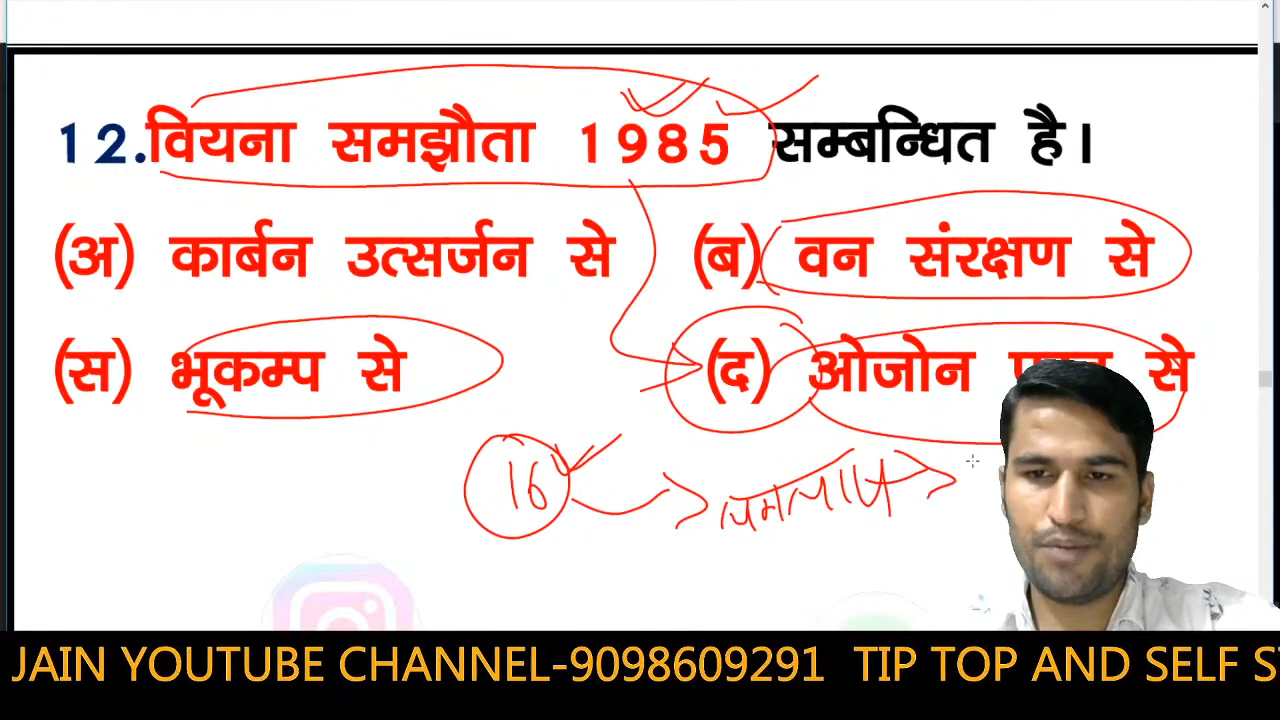 12.वियना समझौता 1985 सम्बन्धित है।
(अ) कार्बन उत्सर्जन से (ब) वन संरक्षण से
(स) भूकम्प से (द) ओजोन से
16
JAIN YOUTUBE CHANNEL-9098609291 TIP TOP AND SELF